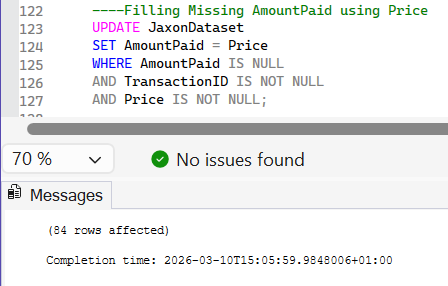 122 ----Filling Missing AmountPaid using Price
123 UPDATE JaxonDataset
124 SET AmountPaid = Price
125 WHERE AmountPaid IS NULL
126 AND TransactionID IS NOT NULL
127 AND Price IS NOT NULL;
70 % No issues found
Messages
(84 rows affected)
Completion time: 2026-03-10T15:05:59.9848006+01:00